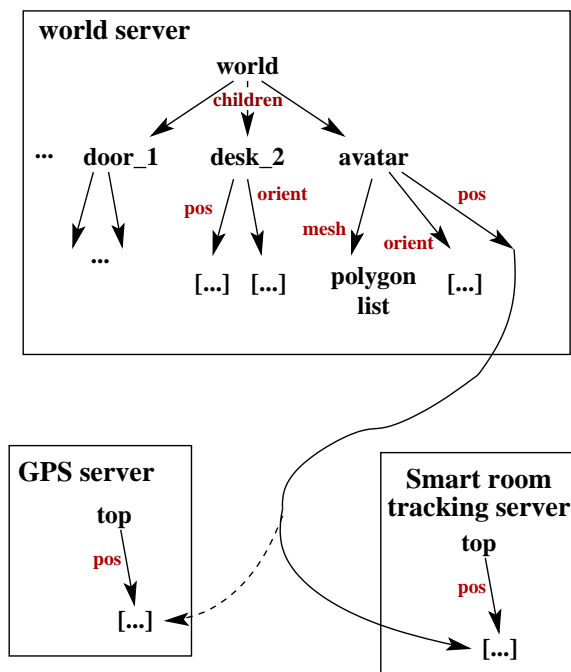 world server
world
children
... door_1 desk_2 avatar
pos orient pos
mesh orient
...
[...] [...] polygon [...]
list
GPS server
top
pos
[...]
Smart room
tracking server
top
pos
[...]